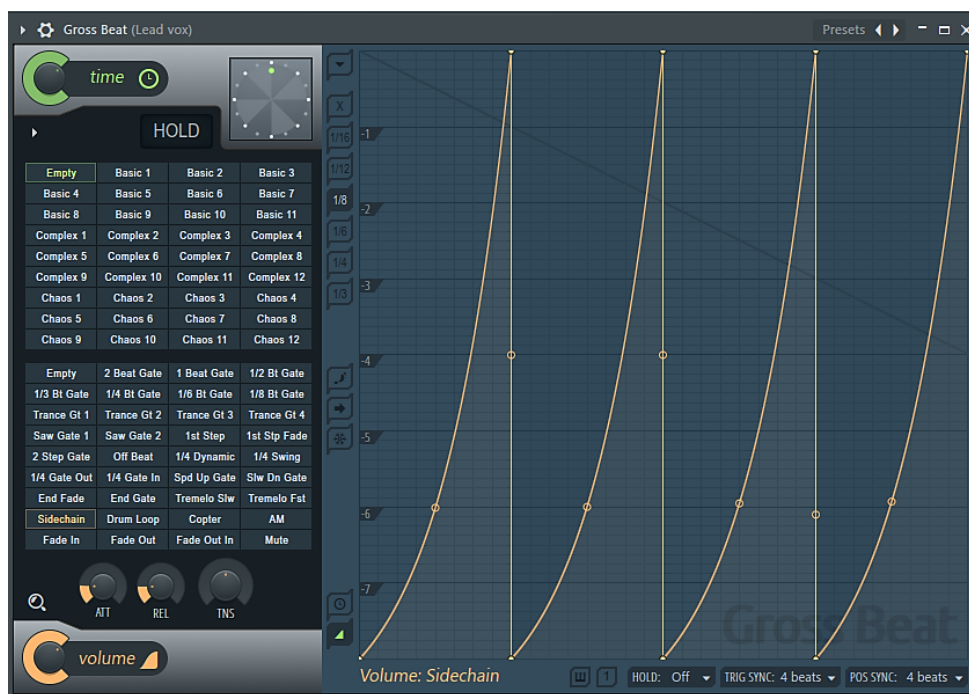 Gross Beat (Lead vox) Presets
time
HOLD
Empty Basic 1 Basic 2 Basic 3
Basic 4 Basic 5 Basic 6 Basic 7
Basic 8 Basic 9 Basic 10 Basic 11
Complex 1 Complex 2 Complex 3 Complex 4
Complex 5 Complex 6 Complex 7 Complex 8
Complex 9 Complex 10 Complex 11 Complex 12
Chaos 1 Chaos 2 Chaos 3 Chaos 4
Chaos 5 Chaos 6 Chaos 7 Chaos 8
Chaos 9 Chaos 10 Chaos 11 Chaos 12
Empty 2 Beat Gate 1 Beat Gate 1/2 Bt Gate
1/3 Bt Gate 1/4 Bt Gate 1/6 Bt Gate 1/8 Bt Gate
Trance Gt 1 Trance Gt 2 Trance Gt 3 Trance Gt 4
Saw Gate 1 Saw Gate 2 1st Step 1st Stp Fade
2 Step Gate Off Beat 1/4 Dynamic 1/4 Swing
1/4 Gate Out 1/4 Gate In Spd Up Gate Slw Dn Gate
End Fade End Gate Tremelo Slw Tremelo Fst
Sidechain Drum Loop Copter AM
Fade In Fade Out Fade Out In Mute
ATT REL TNS
volume
X
1/16
1/12
1/8
1/6
1/4
1/3
-1
-2
-3
-4
-5
-6
-7
Gross Beat
Volume: Sidechain 1 HOLD: Off TRIG SYNC: 4 beats POS SYNC: 4 beats